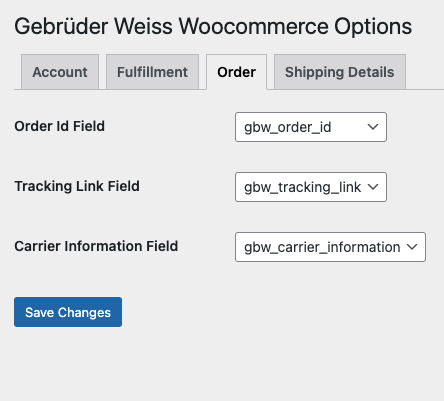 Gebrüder Weiss Woocommerce Options
Account Fulfillment Order Shipping Details
Order Id Field gbw_order_id
Tracking Link Field gbw_tracking_link
Carrier Information Field gbw_carrier_information
Save Changes